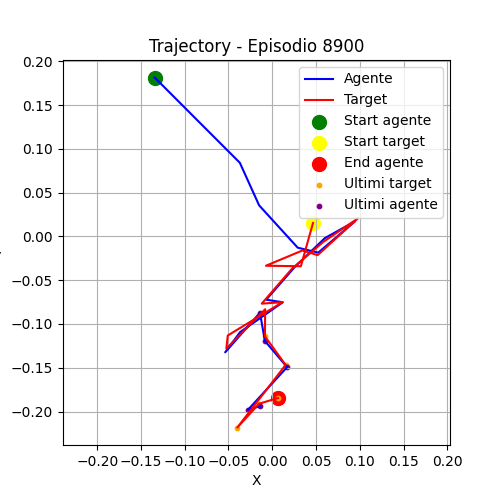 Trajectory - Episodio 8900
Agente
Target
Start agente
Start target
End agente
Ultimi target
Ultimi agente
0.20
0.15
0.10
0.05
0.00
−0.05
−0.10
−0.15
−0.20
−0.20 −0.15 −0.10 −0.05 0.00 0.05 0.10 0.15 0.20
X